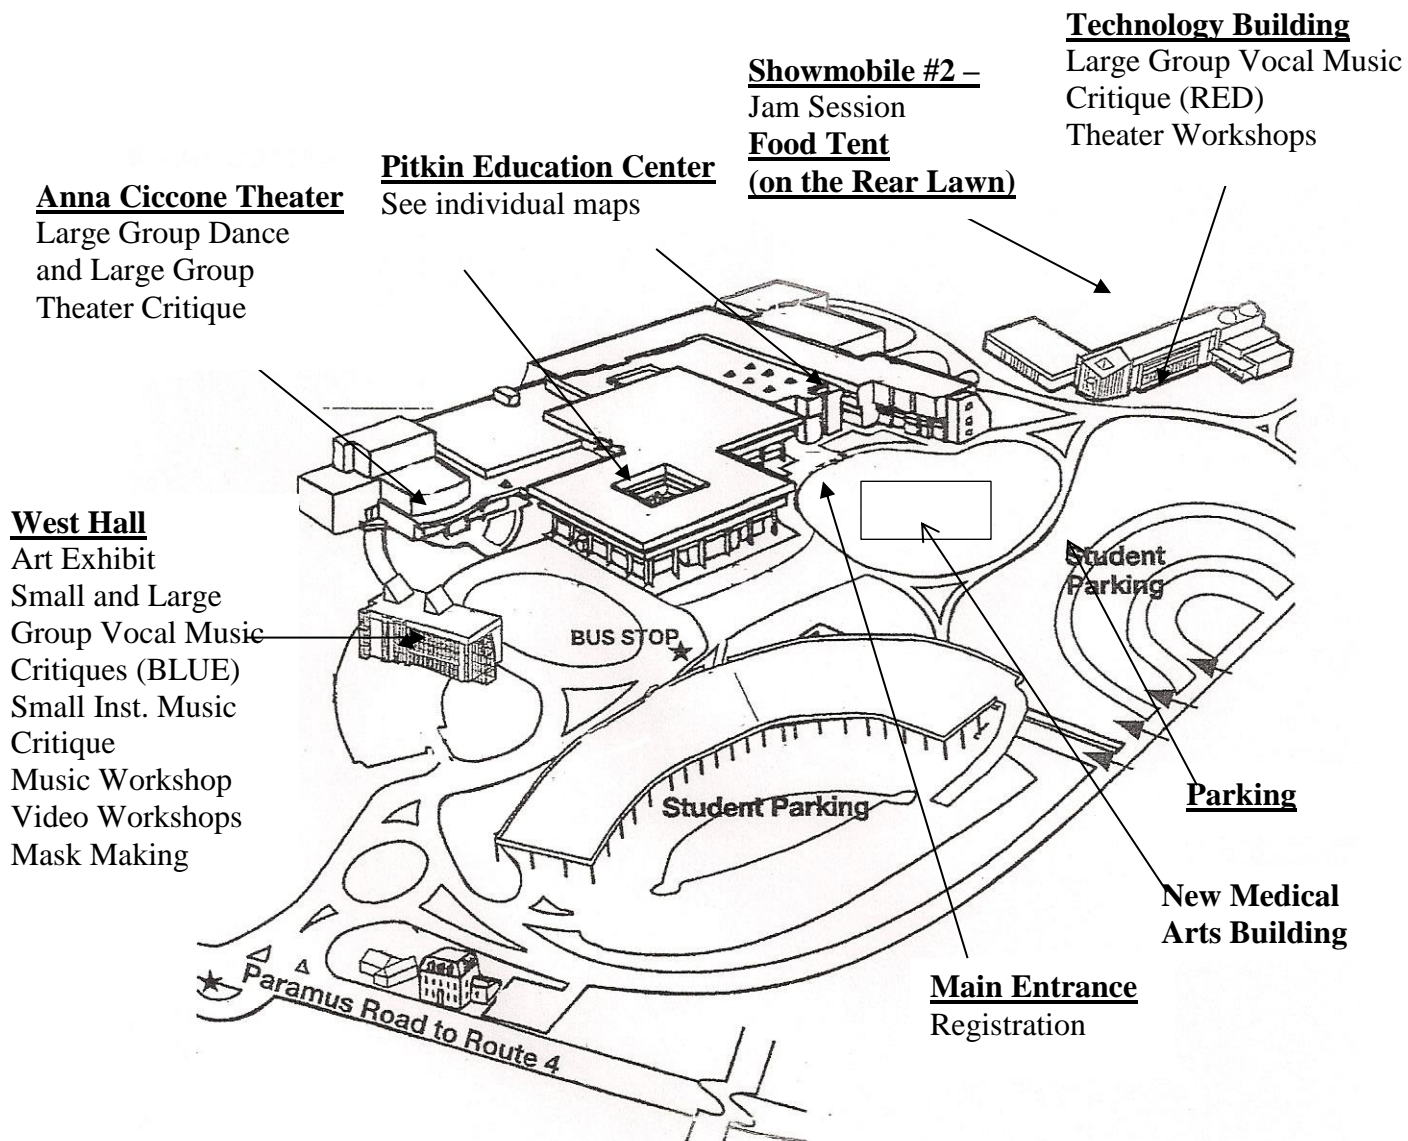 Technology Building
Large Group Vocal Music
Critique (RED)
Theater Workshops
Showmobile #2 –
Jam Session
Food Tent
(on the Rear Lawn)
Pitkin Education Center
See individual maps
Anna Ciccone Theater
Large Group Dance
and Large Group
Theater Critique
West Hall
Art Exhibit
Small and Large
Group Vocal Music
Critiques (BLUE)
Small Inst. Music
Critique
Music Workshop
Video Workshops
Mask Making
Student
Parking
BUS STOP
Student Parking
Parking
New Medical
Arts Building
Main Entrance
Registration
Paramus Road to Route 4